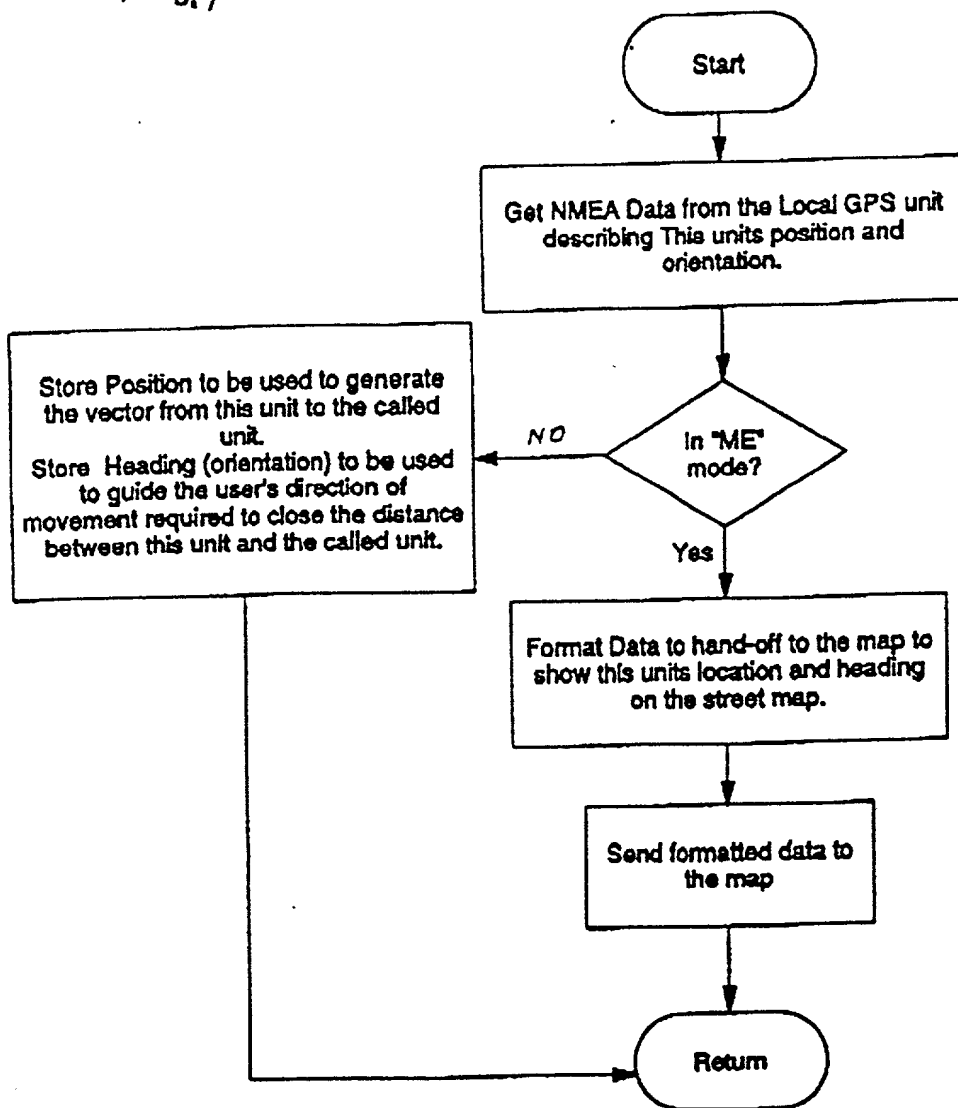 Start
Get NMEA Data from the Local GPS unit
describing This units position and
orientation.
Store Position to be used to generate
the vector from this unit to the called
unit.
Store Heading (orientation) to be used
to guide the user's direction of
movement required to close the distance
between this unit and the called unit.
NO
In "ME"
mode?
Yes
Format Data to hand-off to the map to
show this units location and heading
on the street map.
Send formatted data to
the map
Return